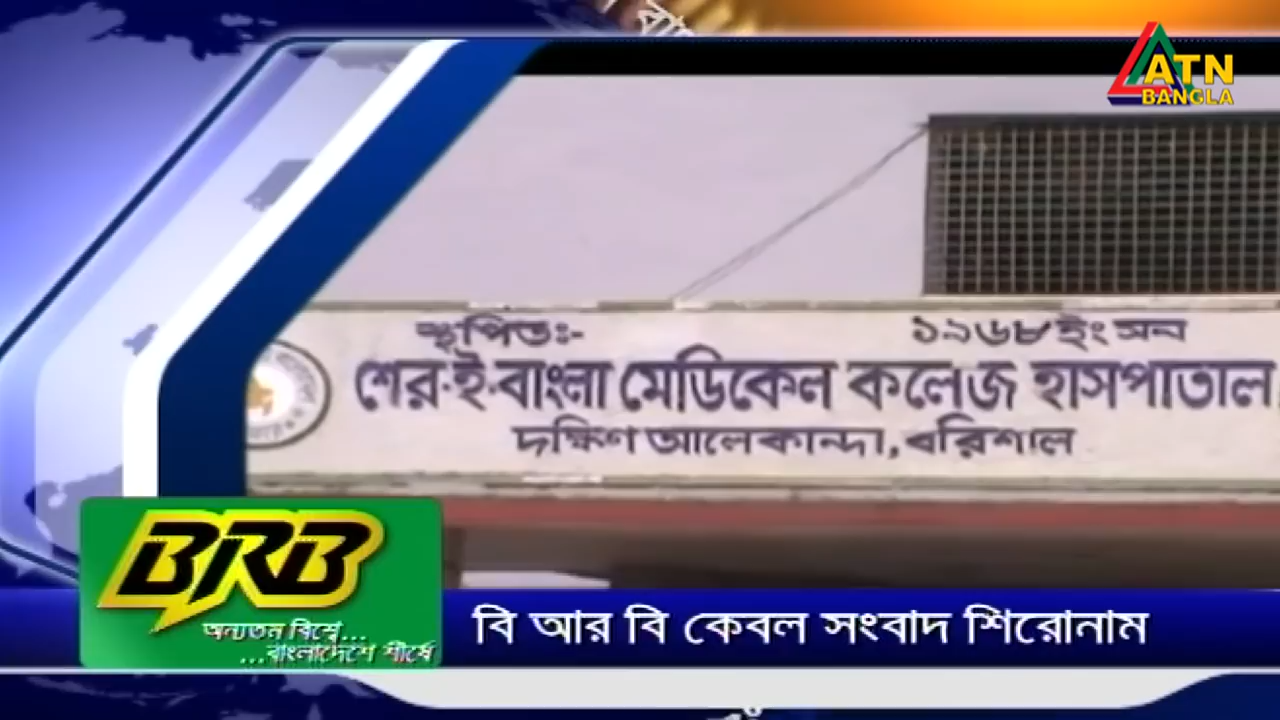 ATN
BANGLA
স্থাপিতঃ- ১৯৬৮ইং সন
শের-ই-বাংলা মেডিকেল কলেজ হাসপাতাল
দক্ষিণ আলেকান্দা, বরিশাল
BRB
অন্যতম বিশ্বে...
...বাংলাদেশে শীর্ষে
বি আর বি কেবল সংবাদ শিরোনাম